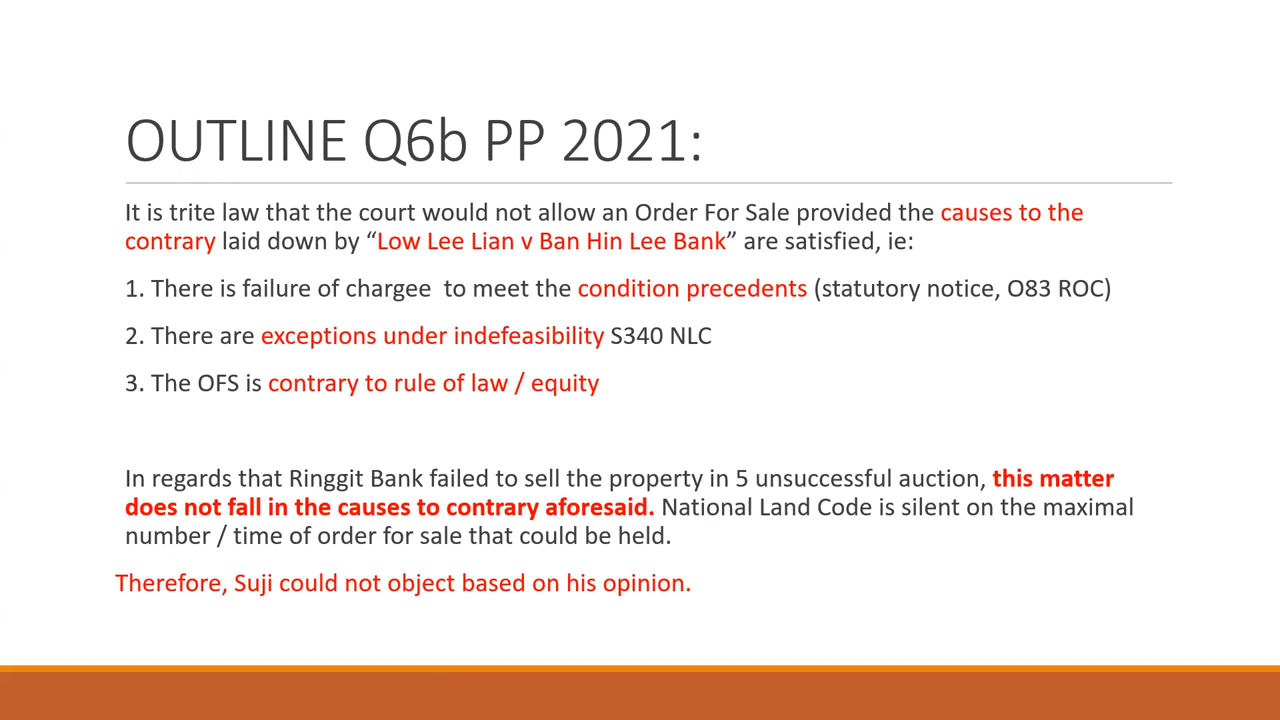 OUTLINE Q6b PP 2021:
It is trite law that the court would not allow an Order For Sale provided the causes to the
contrary laid down by “Low Lee Lian v Ban Hin Lee Bank” are satisfied, ie:
1. There is failure of chargee  to meet the condition precedents (statutory notice, O83 ROC)
2. There are exceptions under indefeasibility S340 NLC
3. The OFS is contrary to rule of law / equity
In regards that Ringgit Bank failed to sell the property in 5 unsuccessful auction, this matter
does not fall in the causes to contrary aforesaid. National Land Code is silent on the maximal
number / time of order for sale that could be held.
Therefore, Suji could not object based on his opinion.